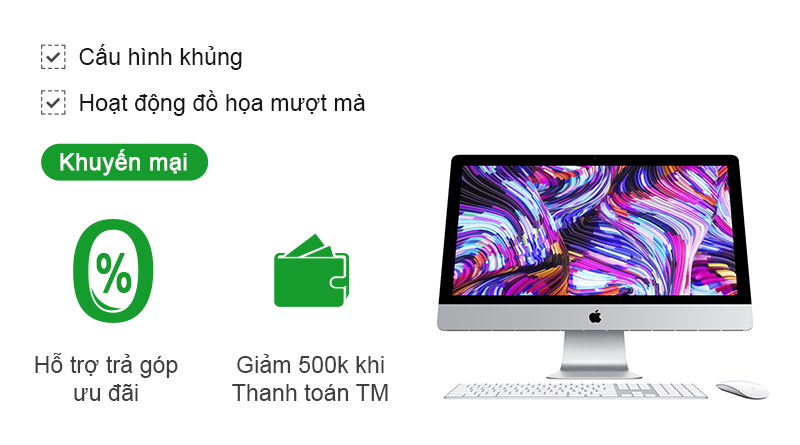 Cấu hình khủng
Hoạt động đồ họa mượt mà
Khuyến mại
0%
Hỗ trợ trả góp
ưu đãi
Giảm 500k khi
Thanh toán TM